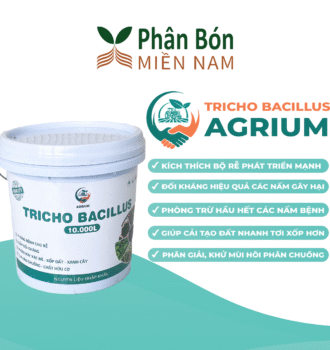 Phân Bón
MIỀN NAM
TRICHO BACILLUS
AGRIUM
KÍCH THÍCH BỘ RỄ PHÁT TRIỂN MẠNH
ĐỐI KHÁNG HIỆU QUẢ CÁC NẤM GÂY HẠI
PHÒNG TRỪ HẦU HẾT CÁC NẤM BỆNH
GIÚP CẢI TẠO ĐẤT NHANH TƠI XỐP HƠN
PHÂN GIẢI, KHỬ MÙI HÔI PHÂN CHUỒNG
AGRIUM
TRICHO BACILLUS
10.000L